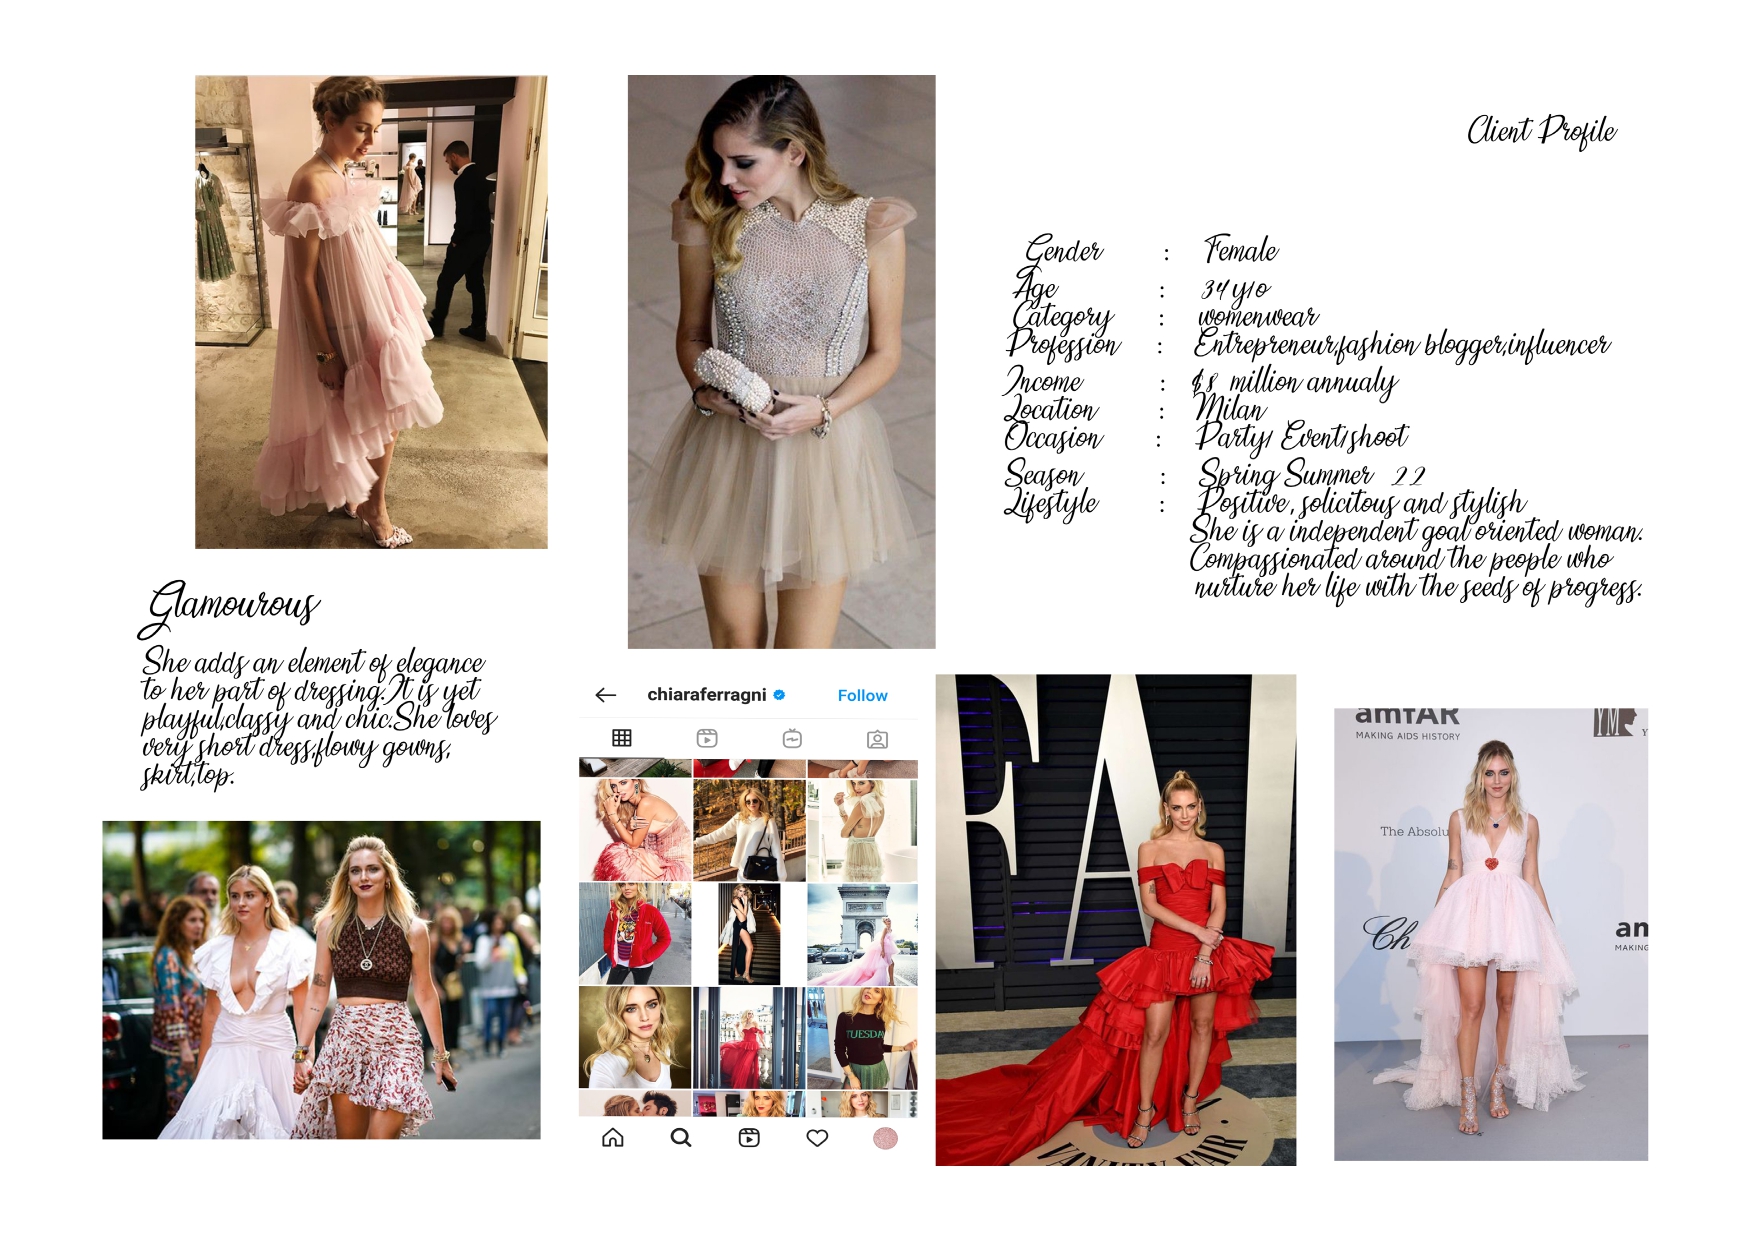 Client Profile
Gender : Female
Age : 34 y/o
Category : womenwear
Profession : Entrepreneur,fashion blogger,influencer
Income : $8 million annualy
Location : Milan
Occasion : Party/ Event/shoot
Season : Spring Summer 22
Lifestyle : Positive, solicitous and stylish
She is a independent goal oriented woman.
Compassionated around the people who
nurture her life with the seeds of progress.
Glamourous
She adds an element of elegance
to her part of dressing.It is yet
playful,classy and chic.She loves
very short dress,flowy gowns,
skirt,top.
chiaraferragni
Follow
TUESDAY
FA
VANITY FAIR
amfAR
MAKING AIDS HISTORY
YM
Y
The Absolu
Ch
am
MAKING